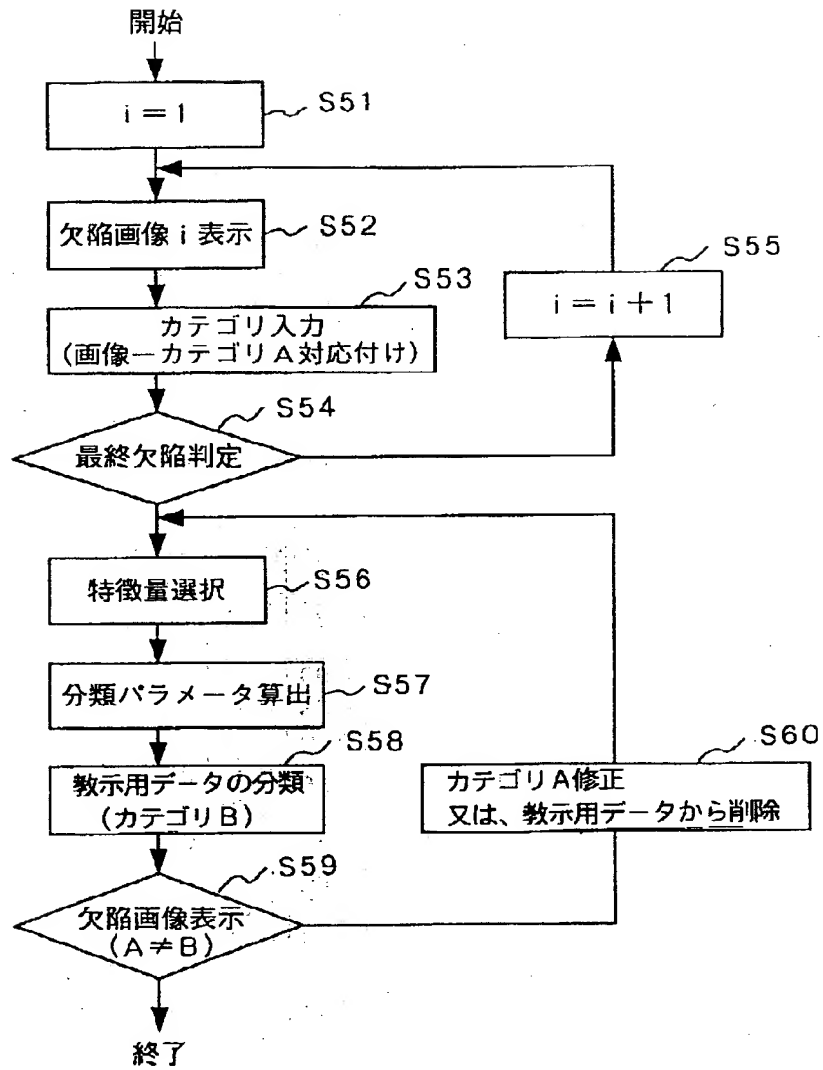 開始
i=1
S51
欠陥画像i表示
S52
S53
カテゴリ入力
(画像ーカテゴリA対応付け)
S54
最終欠陥判定
S55
i=i+1
特徴量選択
S56
分類パラメータ算出
S57
S58
教示用データの分類
(カテゴリB)
S59
欠陥画像表示
(A≠B)
S60
カテゴリA修正
又は、教示用データから削除
終了